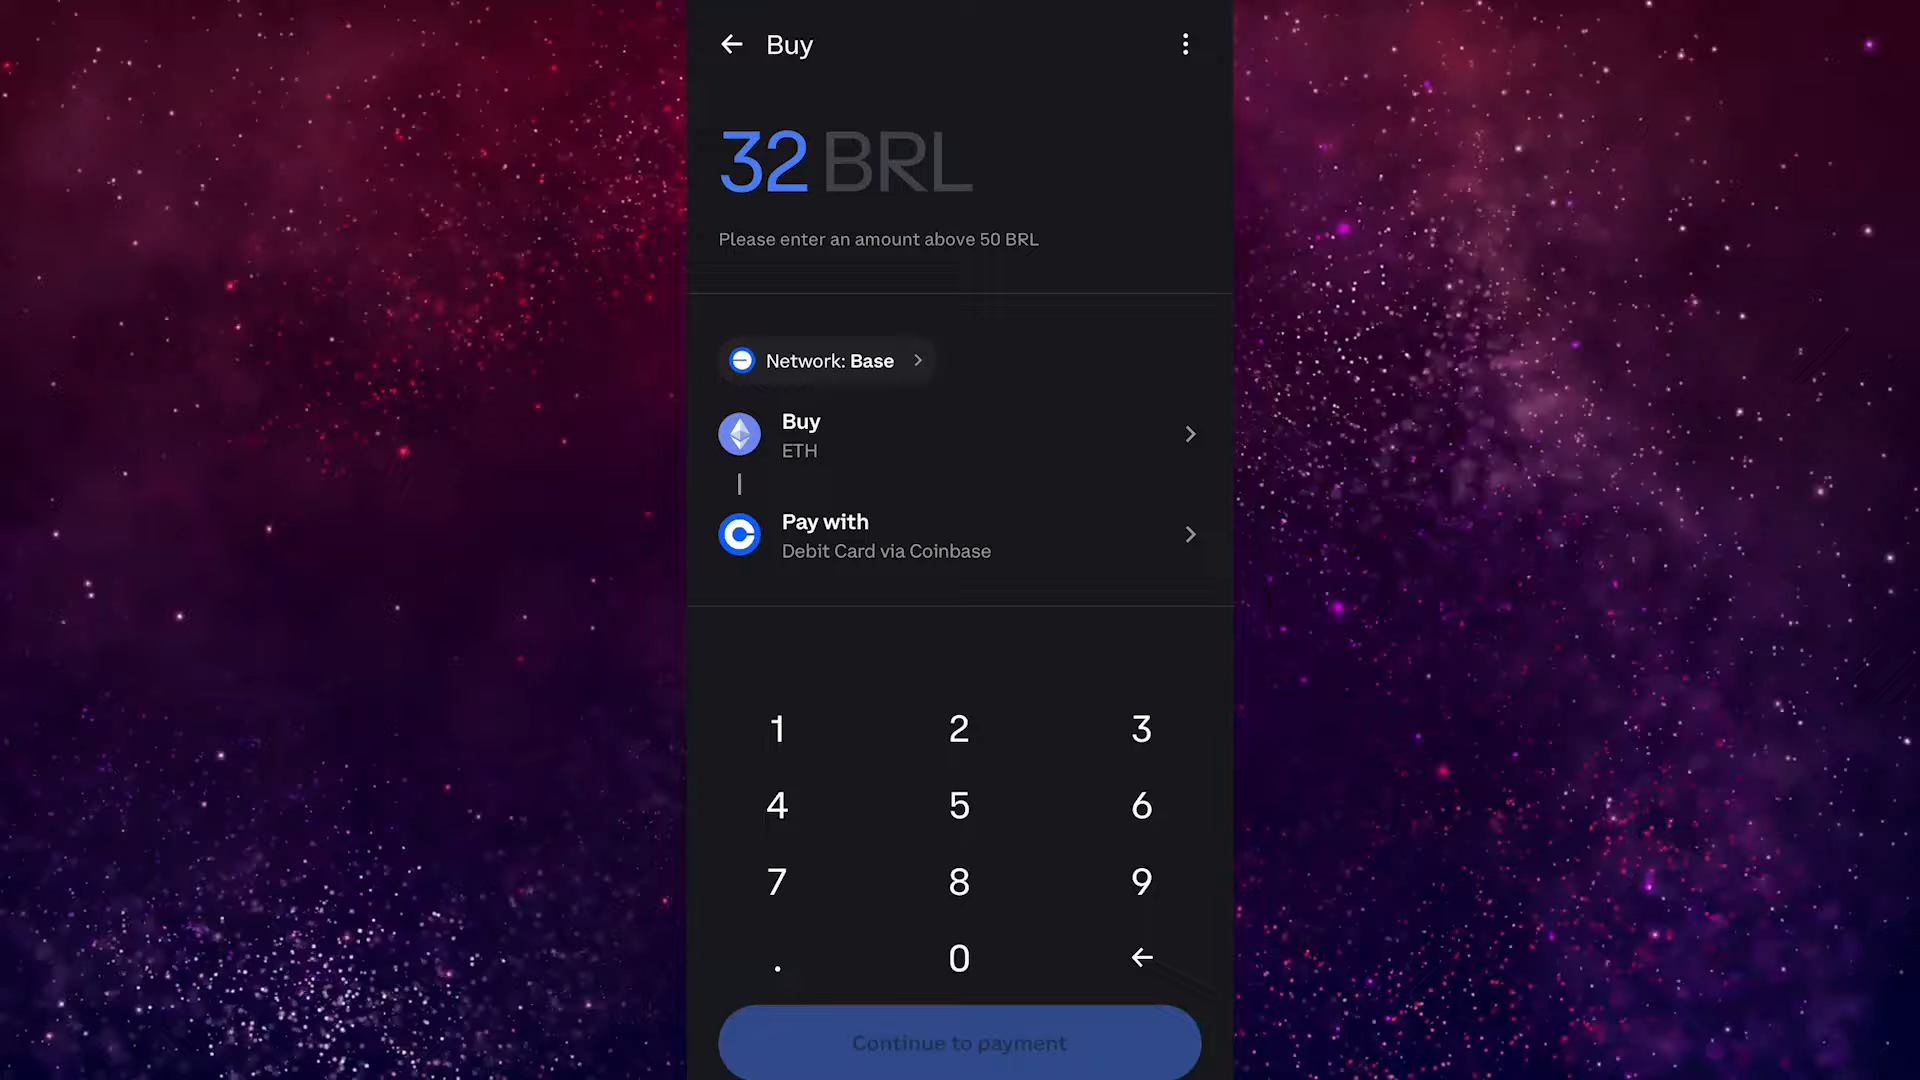 Buy
32 BRL
Please enter an amount above 50 BRL
Network: Base
Buy
ETH
Pay with
Debit Card via Coinbase
1 2 3
4 5 6
7 8 9
. 0
Continue to payment